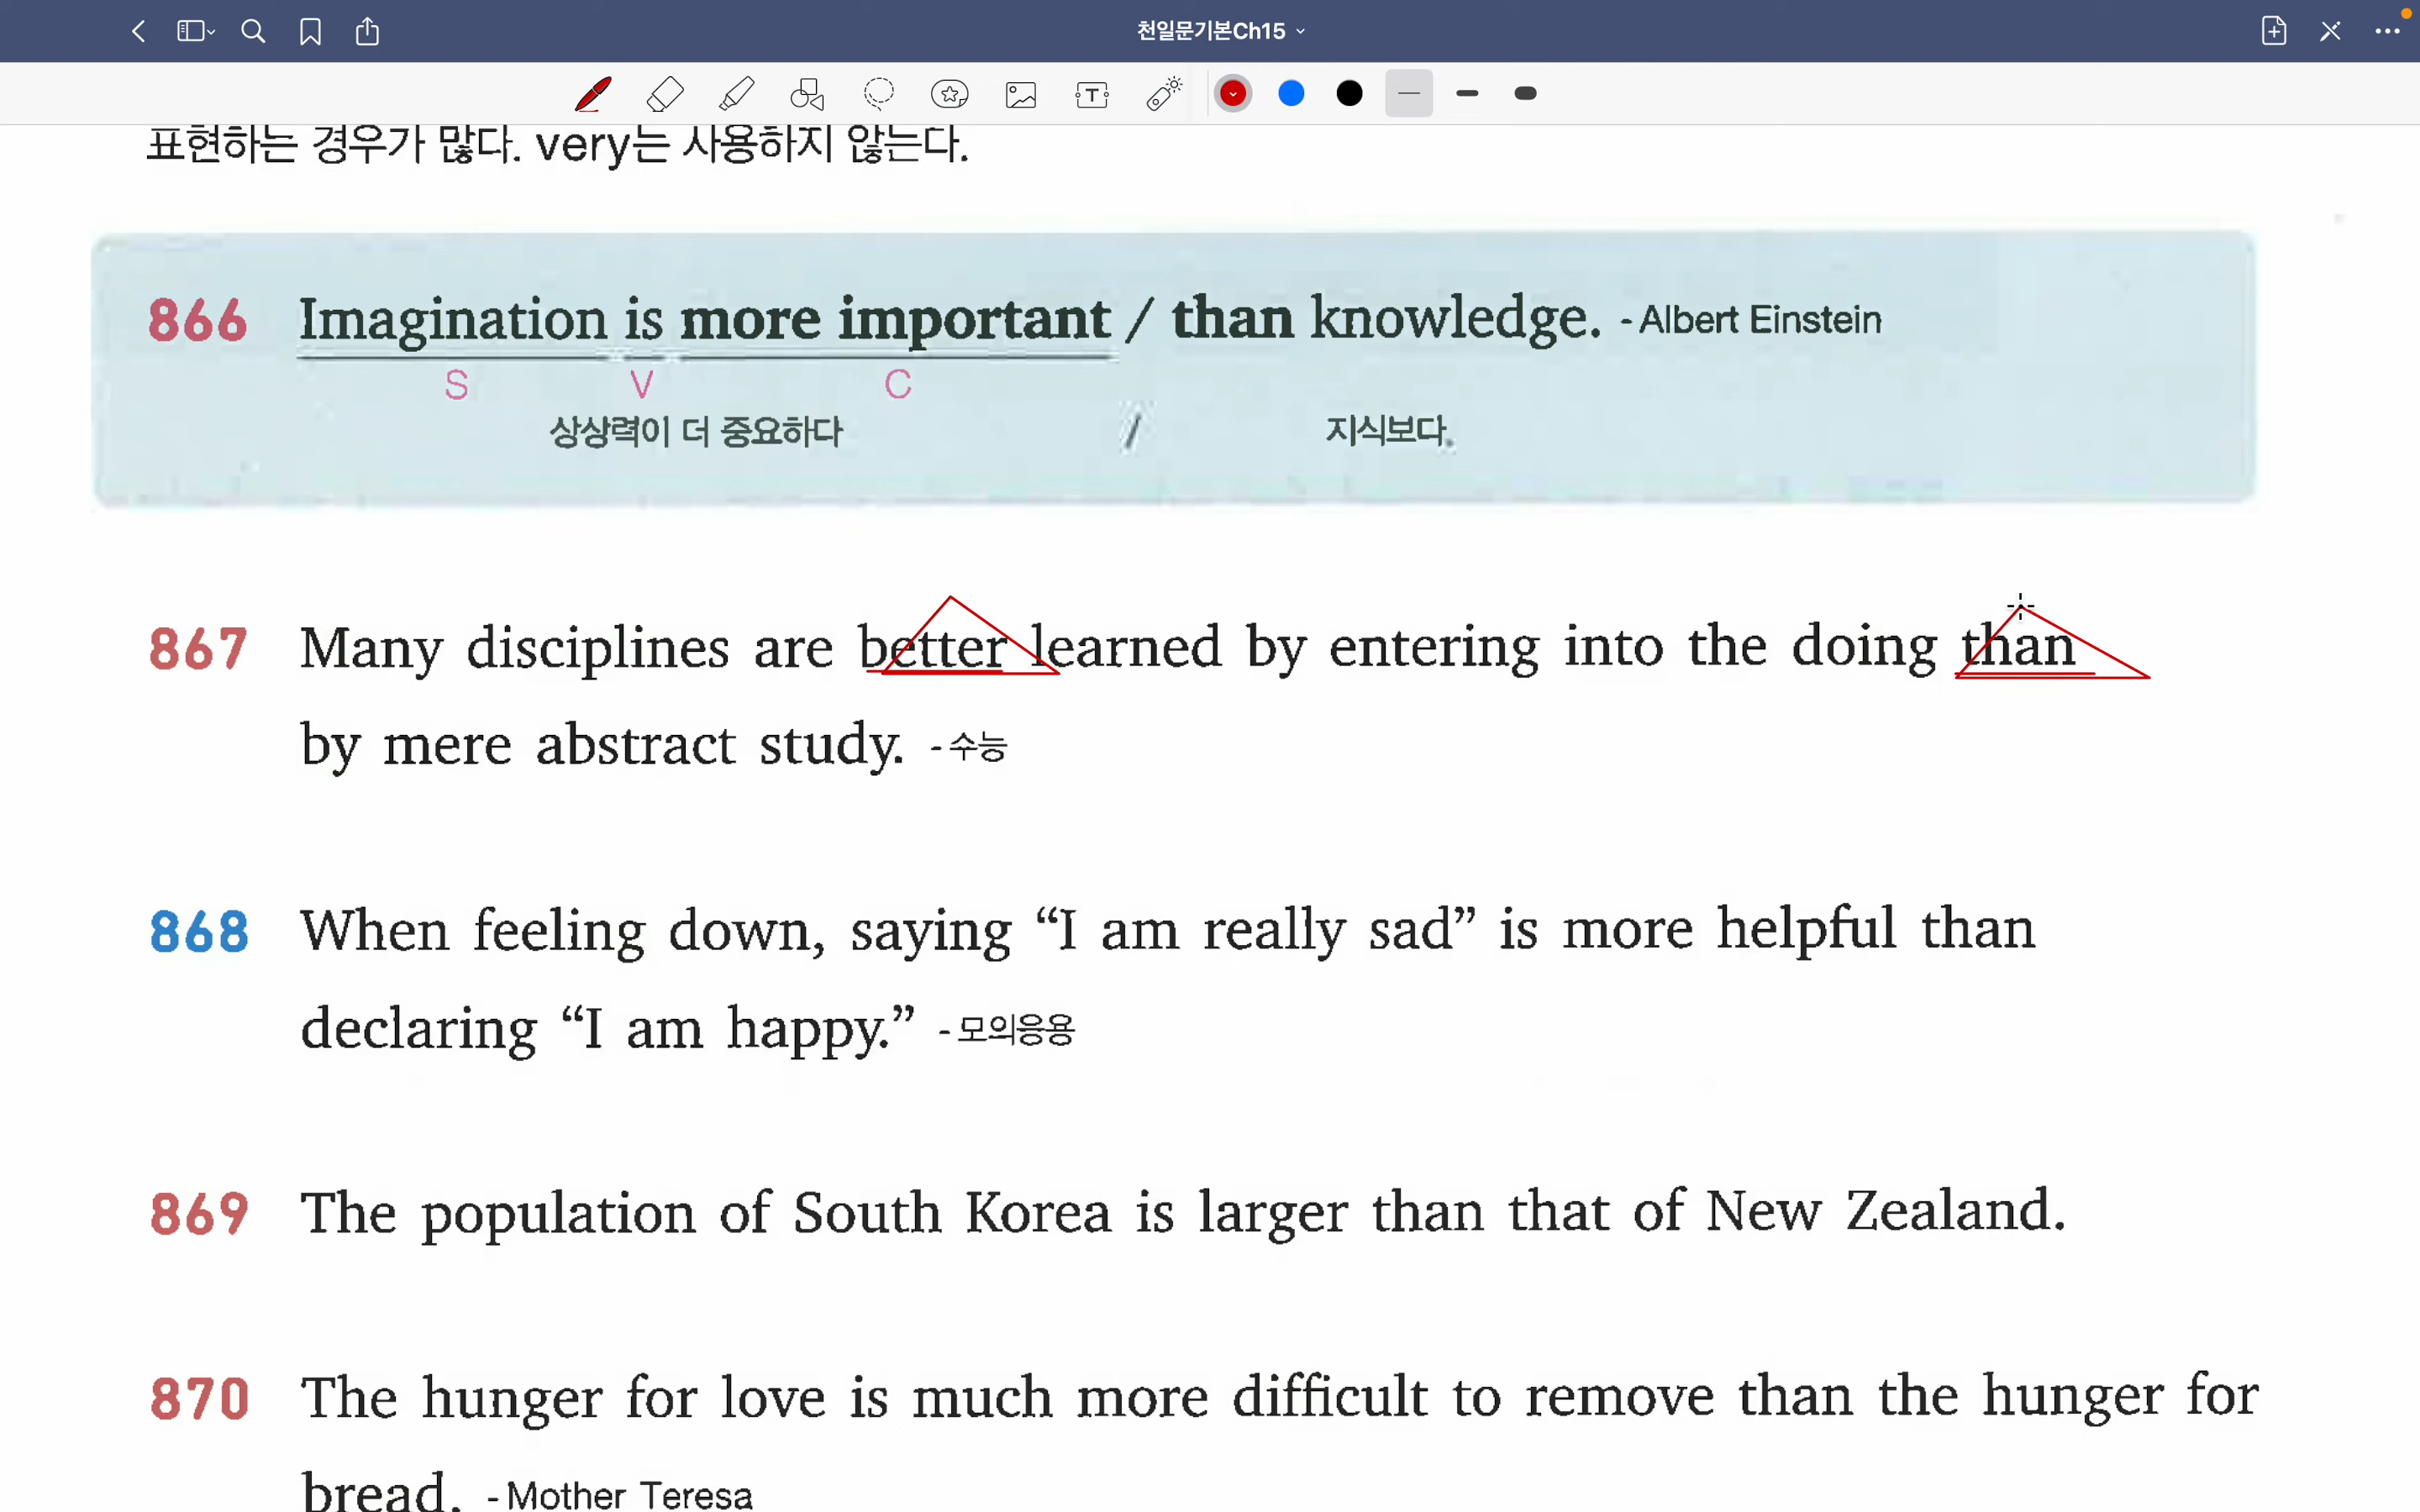 천일문기본Ch15
표현하는 경우가 많다. very는 사용하지 않는다.
866 Imagination is more important / than knowledge. - Albert Einstein
S V C
상상력이 더 중요하다 / 지식보다.
867 Many disciplines are better learned by entering into the doing than
by mere abstract study. - 수능
868 When feeling down, saying “I am really sad” is more helpful than
declaring “I am happy.” - 모의응용
869 The population of South Korea is larger than that of New Zealand.
870 The hunger for love is much more difficult to remove than the hunger for
bread. - Mother Teresa